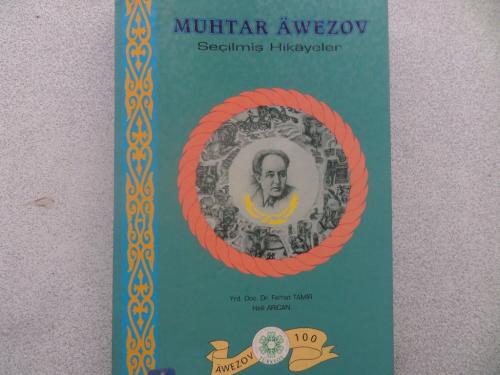 MUHTAR ÄWEZOV
Seçilmiş Hikâyeler
Yrd. Doç. Dr. Ferhat TAMİR
Halil ARICAN
ÄWEZOV 100